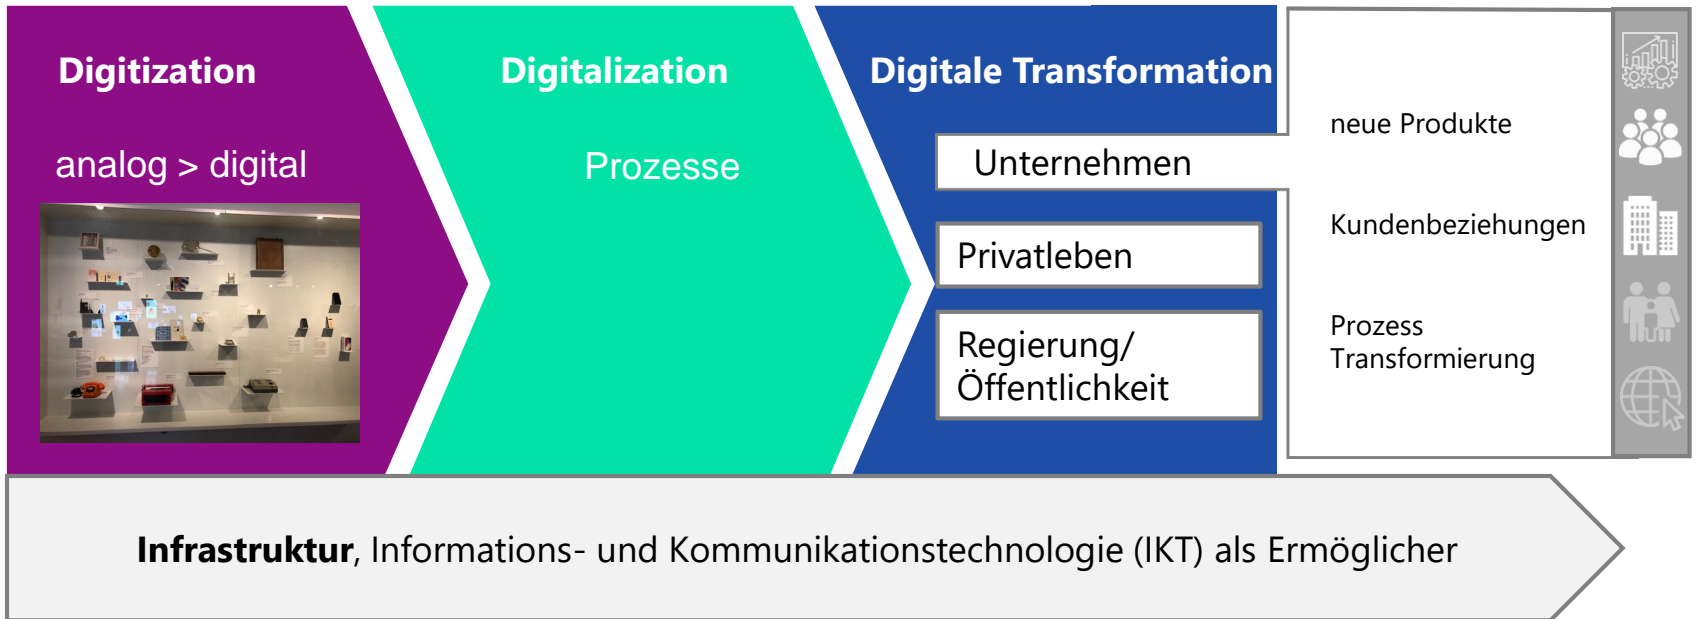 Digitization
analog > digital
Digitalization
Prozesse
Digitale Transformation
Unternehmen
Privatleben
Regierung/
Öffentlichkeit
neue Produkte
Kundenbeziehungen
Prozess
Transformierung
Infrastruktur, Informations- und Kommunikationstechnologie (IKT) als Ermöglicher